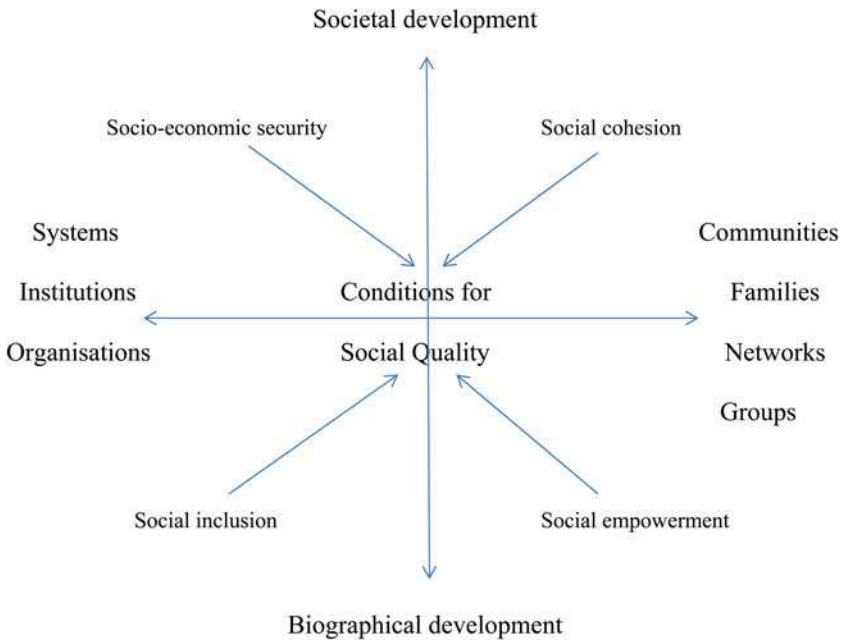 Societal development
Socio-economic security
Social cohesion
Systems
Communities
Institutions
Conditions for
Families
Organisations
Social Quality
Networks
Groups
Social inclusion
Social empowerment
Biographical development